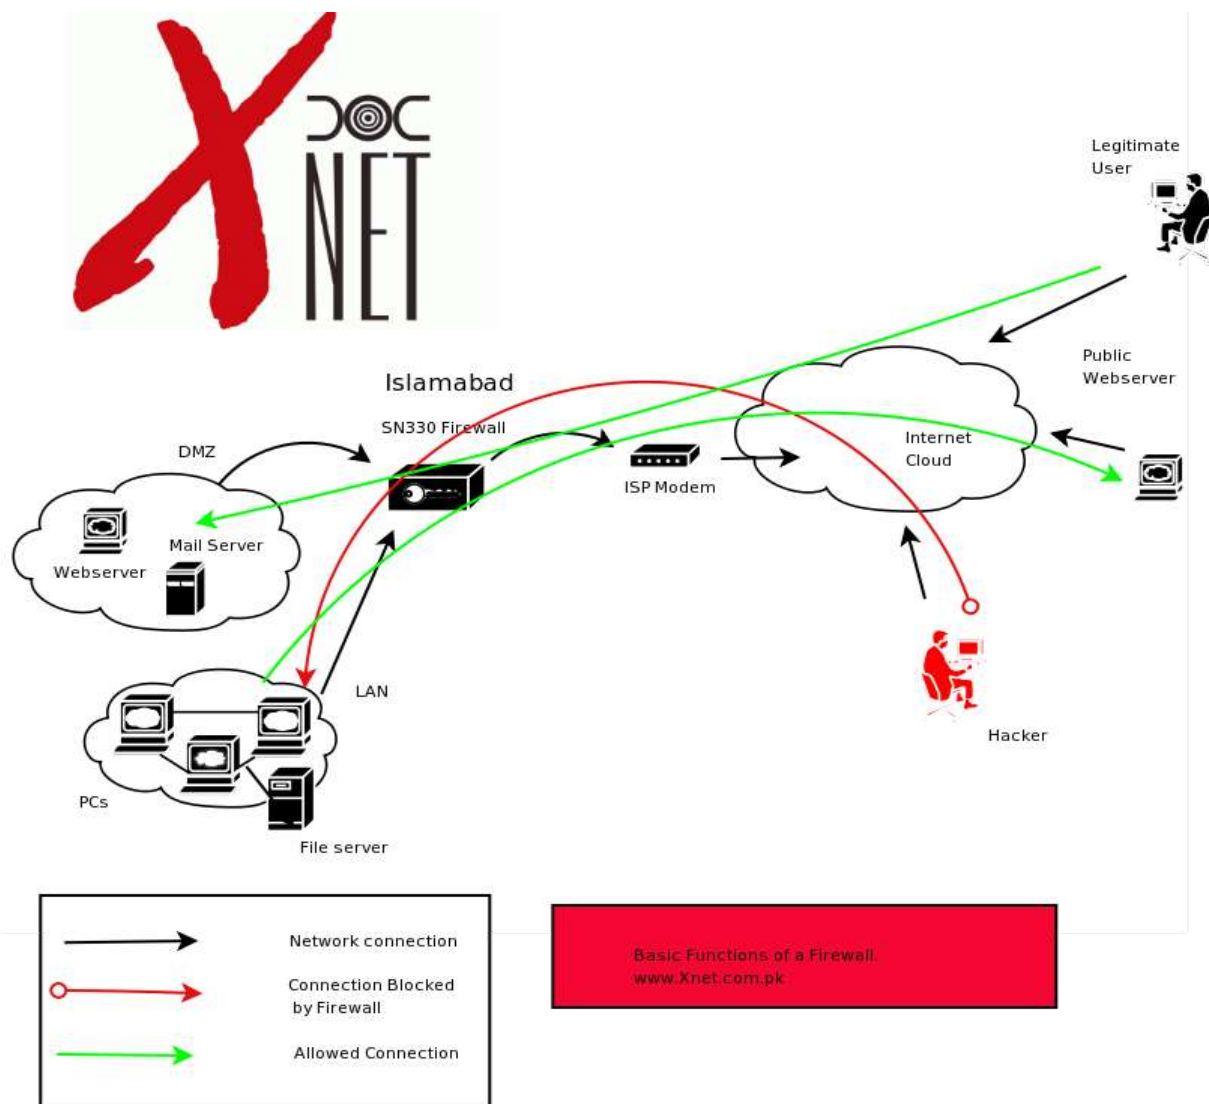 X
NET
Legitimate
User
Public
Webserver
Islamabad
SN330 Firewall
DMZ
Internet
Cloud
ISP Modem
Mail Server
Webserver
LAN
Hacker
PCs
File server
Network connection
Connection Blocked
by Firewall
Allowed Connection
Basic Functions of a Firewall.
www.Xnet.com.pk